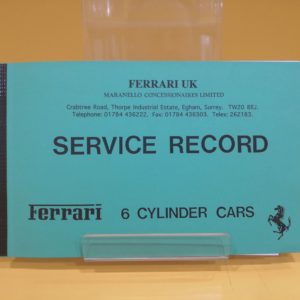 FERRARI UK
MARANELLO CONCESSIONAIRES LIMITED
Crabtree Road, Thorpe Industrial Estate, Egham, Surrey. TW20 8RJ.
Telephone: 01784 436222, Fax: 01784 436303. Telex: 262183.
SERVICE RECORD
Ferrari 6 CYLINDER CARS